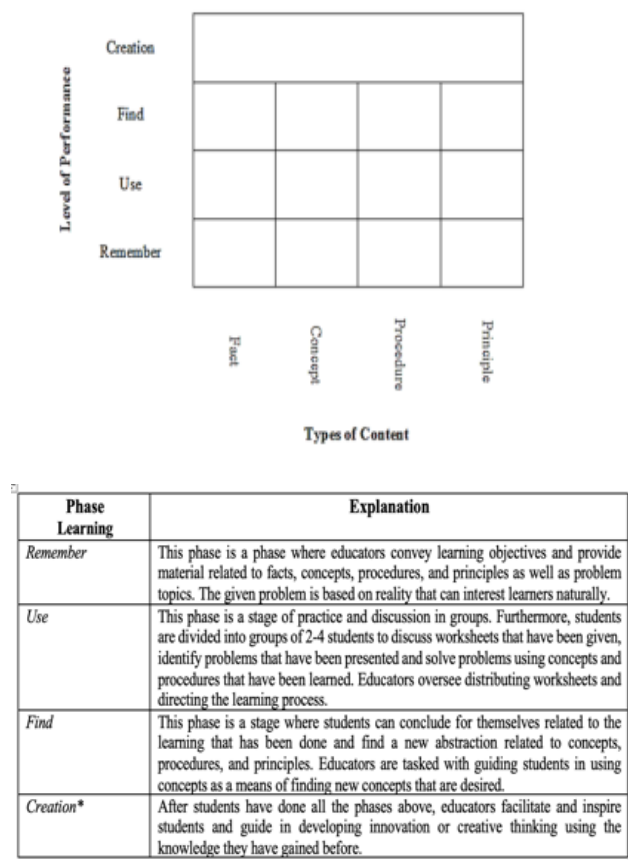 Creation
Find
Use
Remember
Level of Performance
Fact
Concept
Procedure
Principle
Types of Content
Phase
Learning
Explanation
Remember
This phase is a phase where educators convey learning objectives and provide
material related to facts, concepts, procedures, and principles as well as problem
topics. The given problem is based on reality that can interest learners naturally.
Use
This phase is a stage of practice and discussion in groups. Furthermore, students
are divided into groups of 2-4 students to discuss worksheets that have been given,
identify problems that have been presented and solve problems using concepts and
procedures that have been learned. Educators oversee distributing worksheets and
directing the learning process.
Find
This phase is a stage where students can conclude for themselves related to the
learning that has been done and find a new abstraction related to concepts,
procedures, and principles. Educators are tasked with guiding students in using
concepts as a means of finding new concepts that are desired.
Creation*
After students have done all the phases above, educators facilitate and inspire
students and guide in developing innovation or creative thinking using the
knowledge they have gained before.